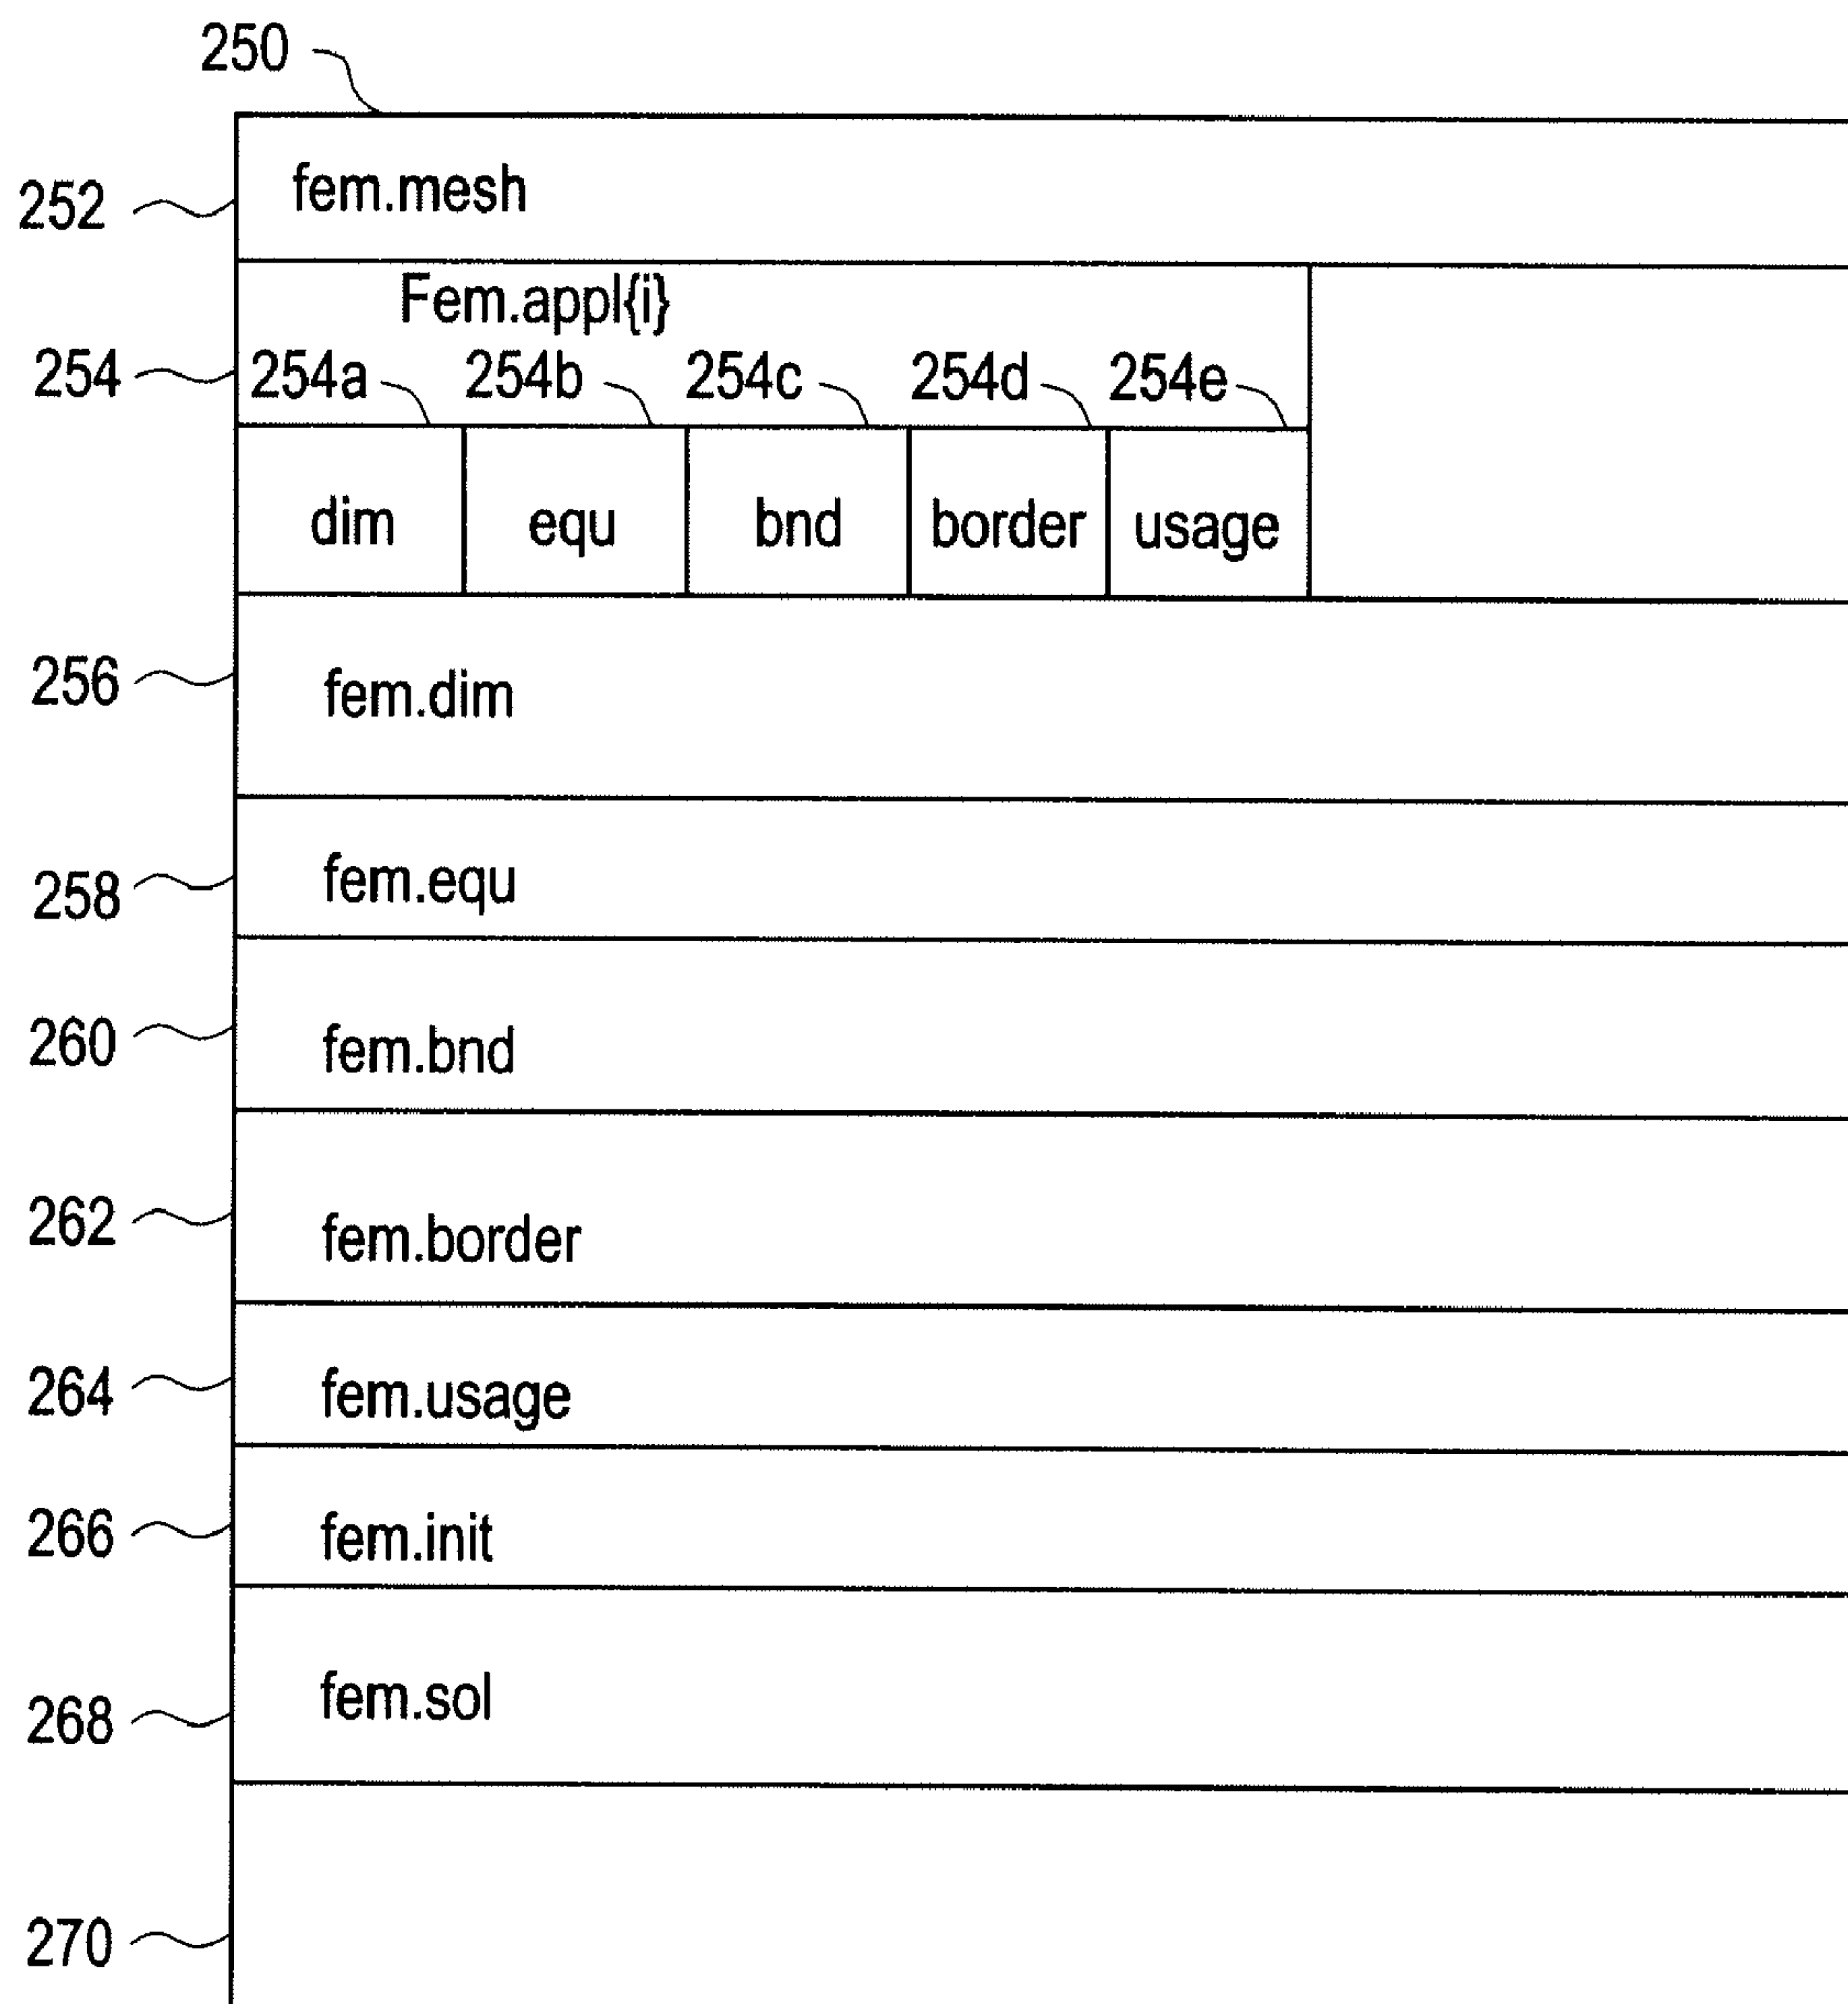 250
252 fem.mesh
Fem.appl{i}
254 254a 254b 254c 254d 254e
dim equ bnd border usage
256 fem.dim
258 fem.equ
260 fem.bnd
262 fem.border
264 fem.usage
266 fem.init
268 fem.sol
270